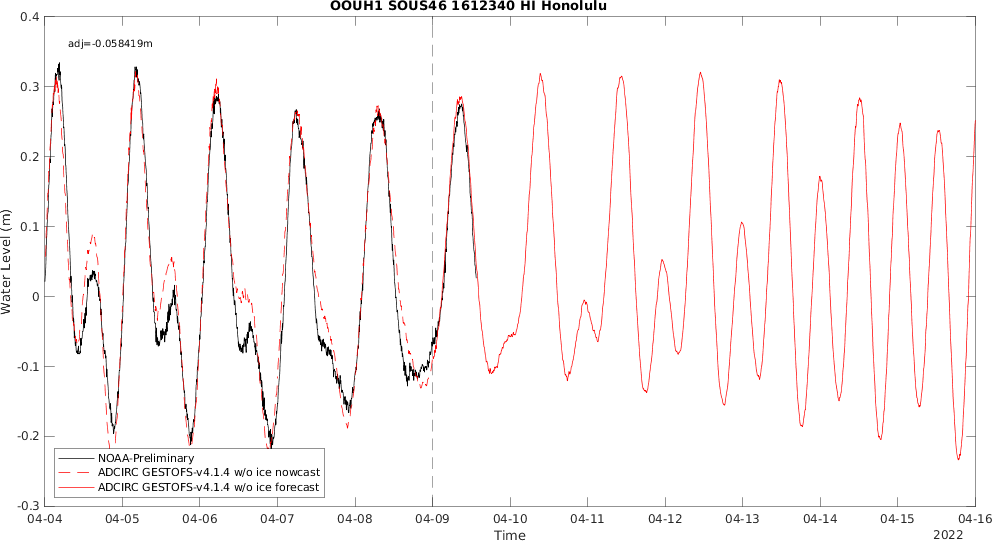 OOUH1 SOUS46 1612340 HI Honolulu
adj=-0.058419m
Water Level (m)
0.4
0.3
0.2
0.1
0
-0.1
-0.2
-0.3
NOAA-Preliminary
ADCIRC GESTOFS-v4.1.4 w/o ice nowcast
ADCIRC GESTOFS-v4.1.4 w/o ice forecast
04-04 04-05 04-06 04-07 04-08 04-09 04-10 04-11 04-12 04-13 04-14 04-15 04-16
Time
2022